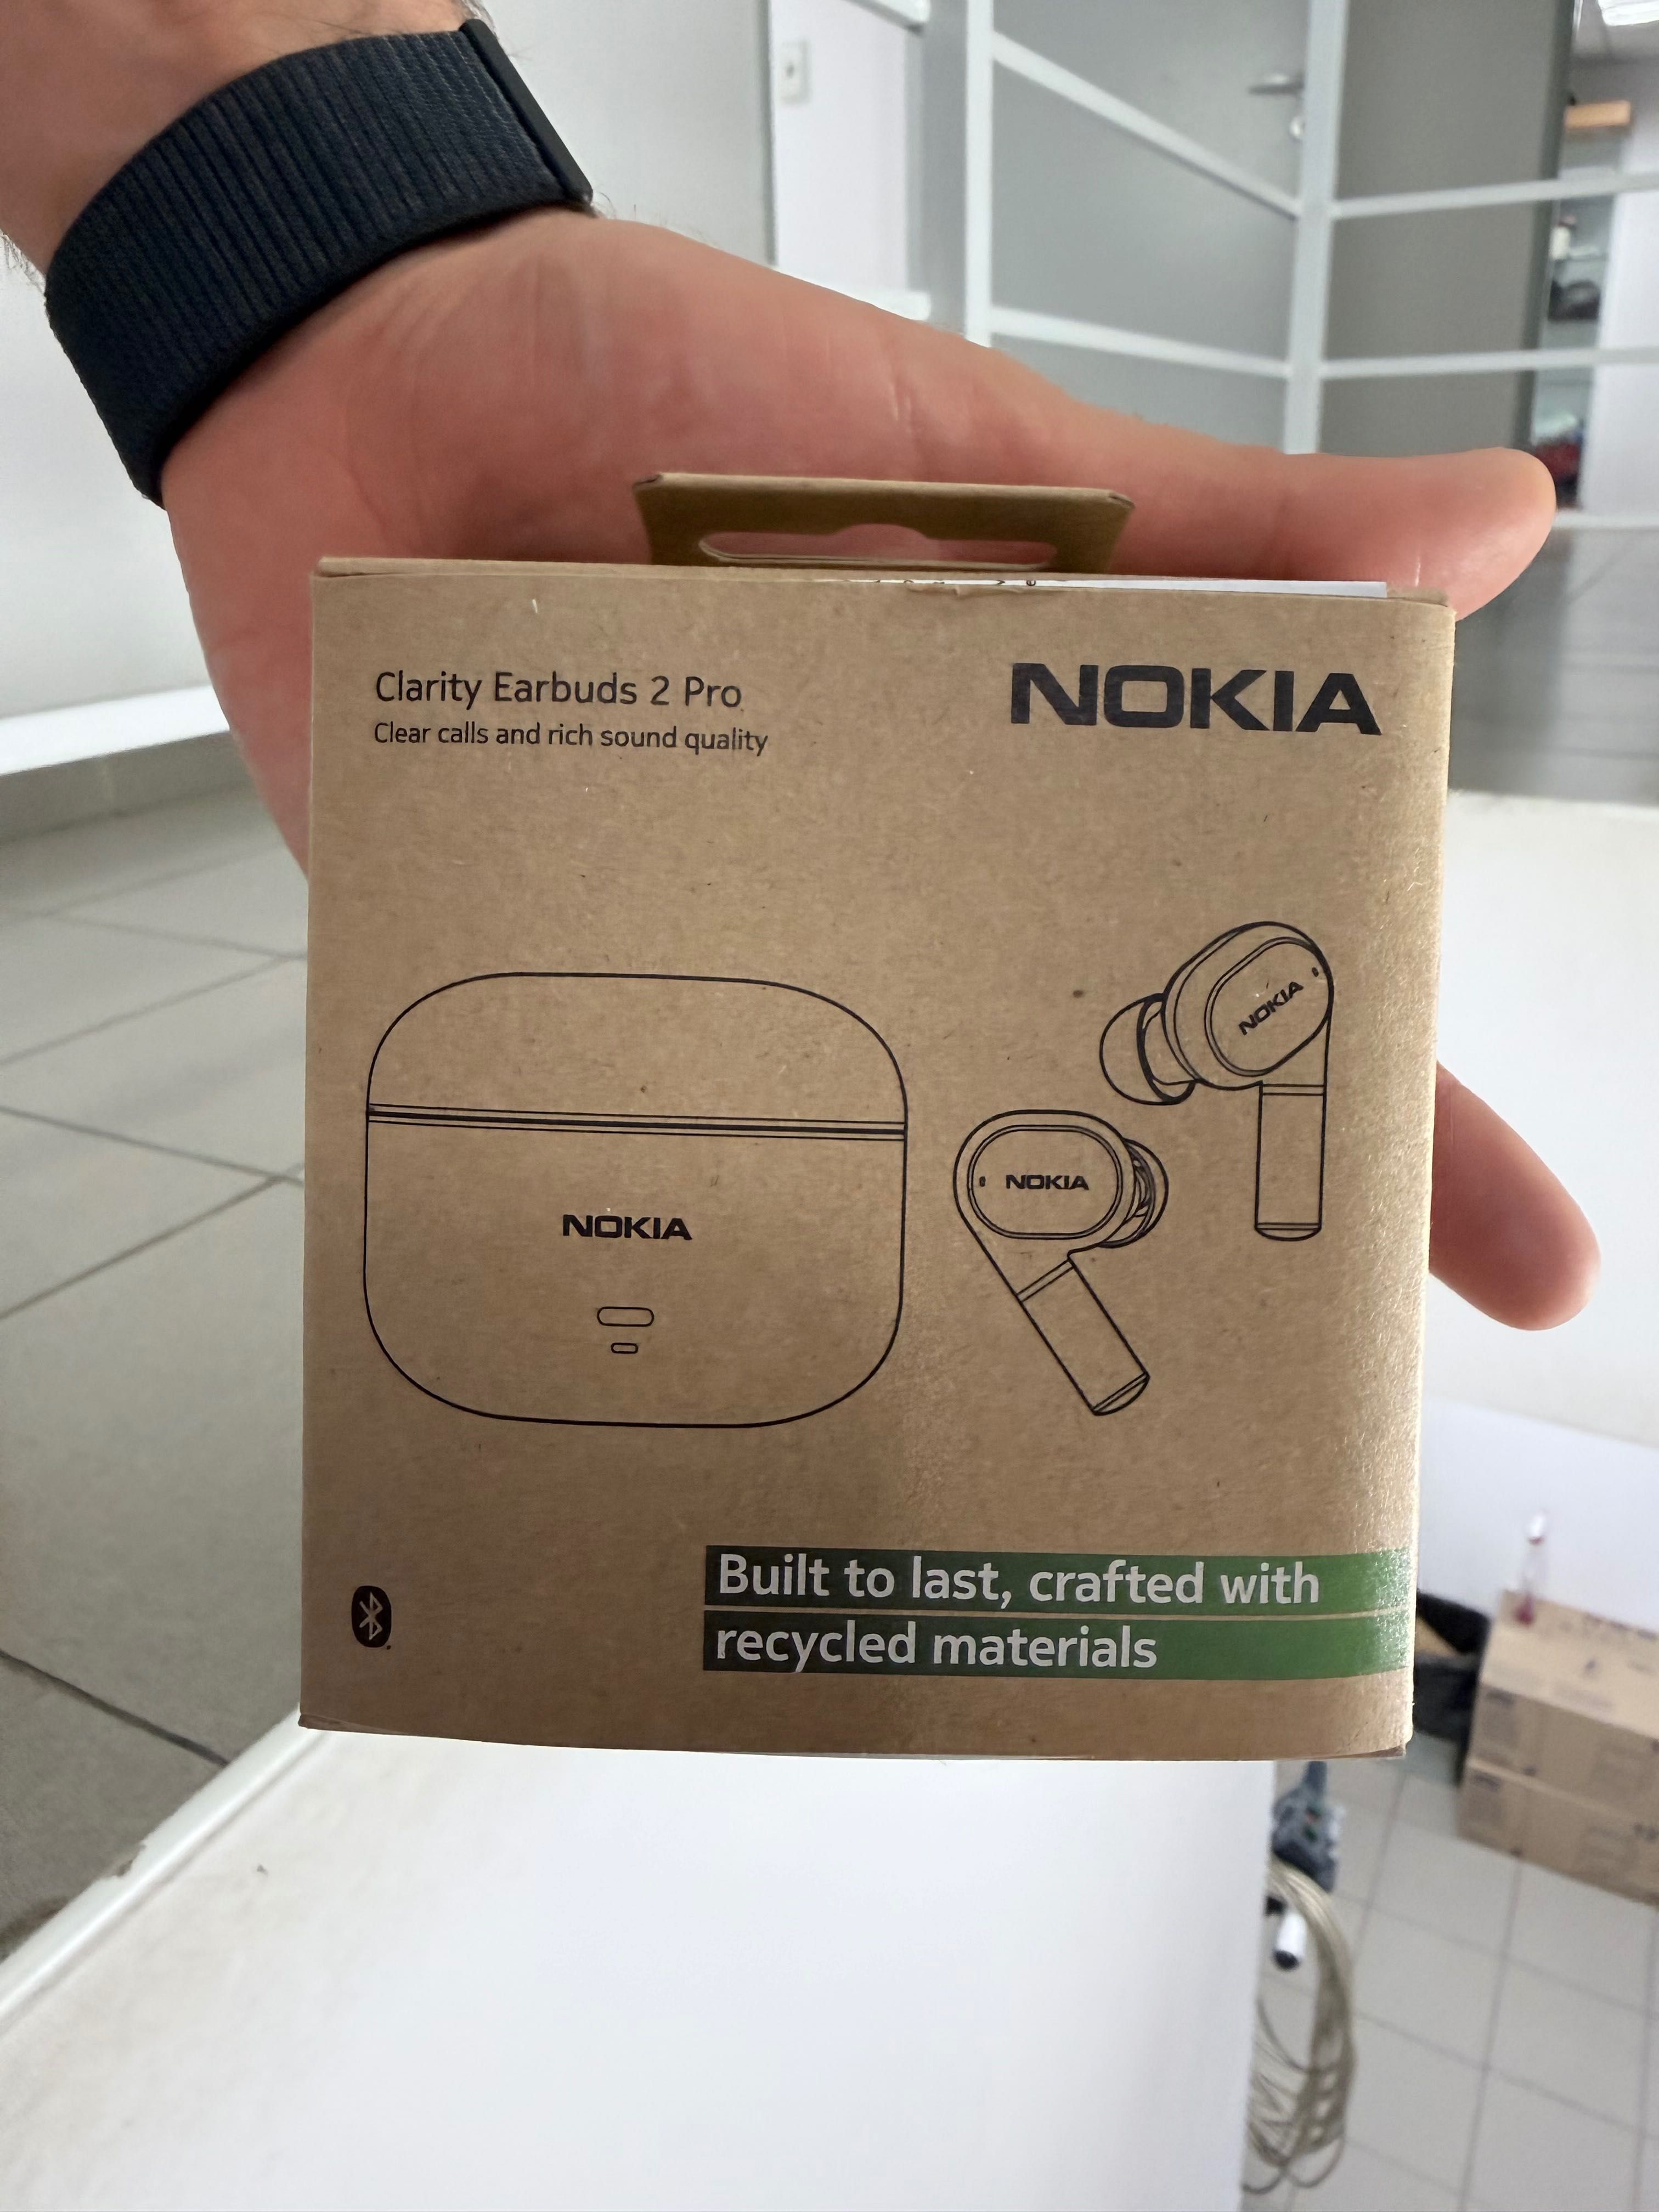 Clarity Earbuds 2 Pro
Clear calls and rich sound quality
NOKIA
NOKIA
NOKIA
NOKIA
Built to last, crafted with
recycled materials